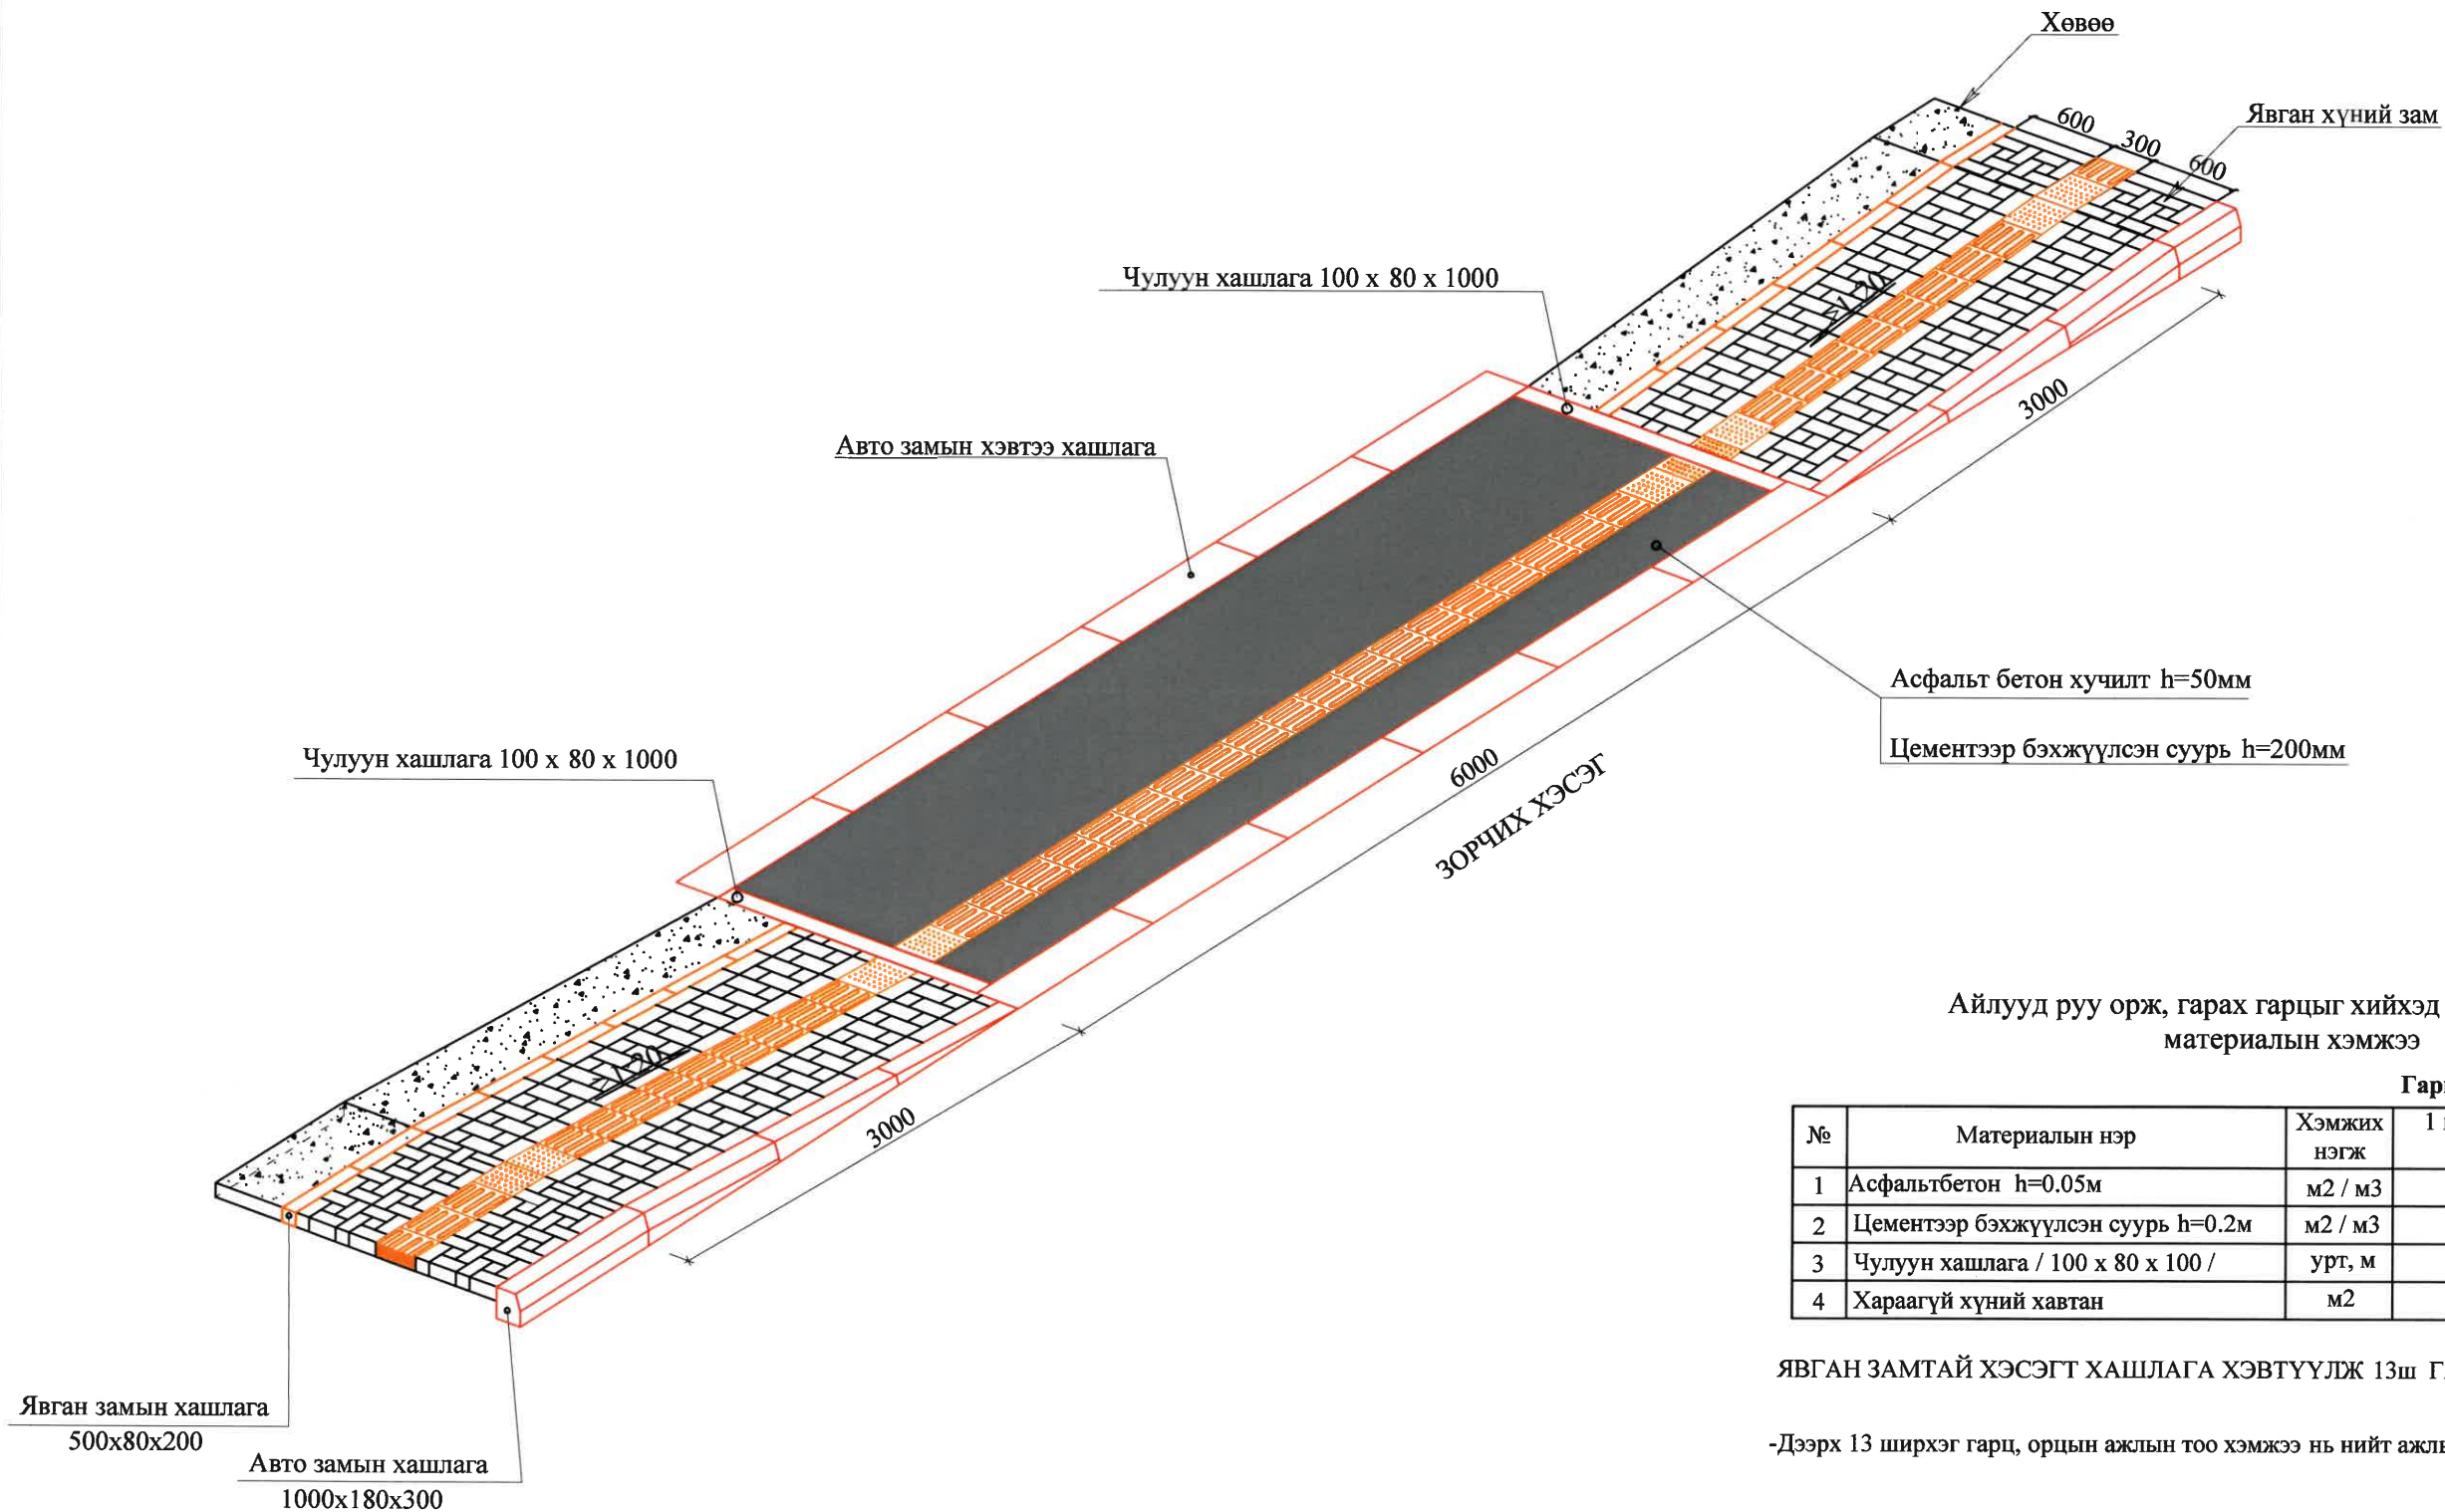 Хөвөө
Явган хүний зам
600
300
600
Чулуун хашлага 100 х 80 х 1000
1:20
3000
Авто замын хэвтээ хашлага
Асфальт бетон хучилт h=50мм
Цементээр бэхжүүлсэн суурь h=200мм
6000
ЗОРЧИХ ХЭСЭГ
Чулуун хашлага 100 х 80 х 1000
1:20
3000
Явган замын хашлага
500х80х200
Авто замын хашлага
1000х180х300
Айлууд руу орж, гарах гарцыг хийхэд
материалын хэмжээ
№ Материалын нэр Хэмжих нэгж 1
1 Асфальтбетон h=0.05м м2 / м3
2 Цементээр бэхжүүлсэн суурь h=0.2м м2 / м3
3 Чулуун хашлага / 100 х 80 х 100 / урт, м
4 Хараагүй хүний хавтан м2
ЯВГАН ЗАМТАЙ ХЭСЭГТ ХАШЛАГА ХЭВТҮҮЛЖ 13ш
-Дээрх 13 ширхэг гарц, орцын ажлын тоо хэмжээ нь нийт